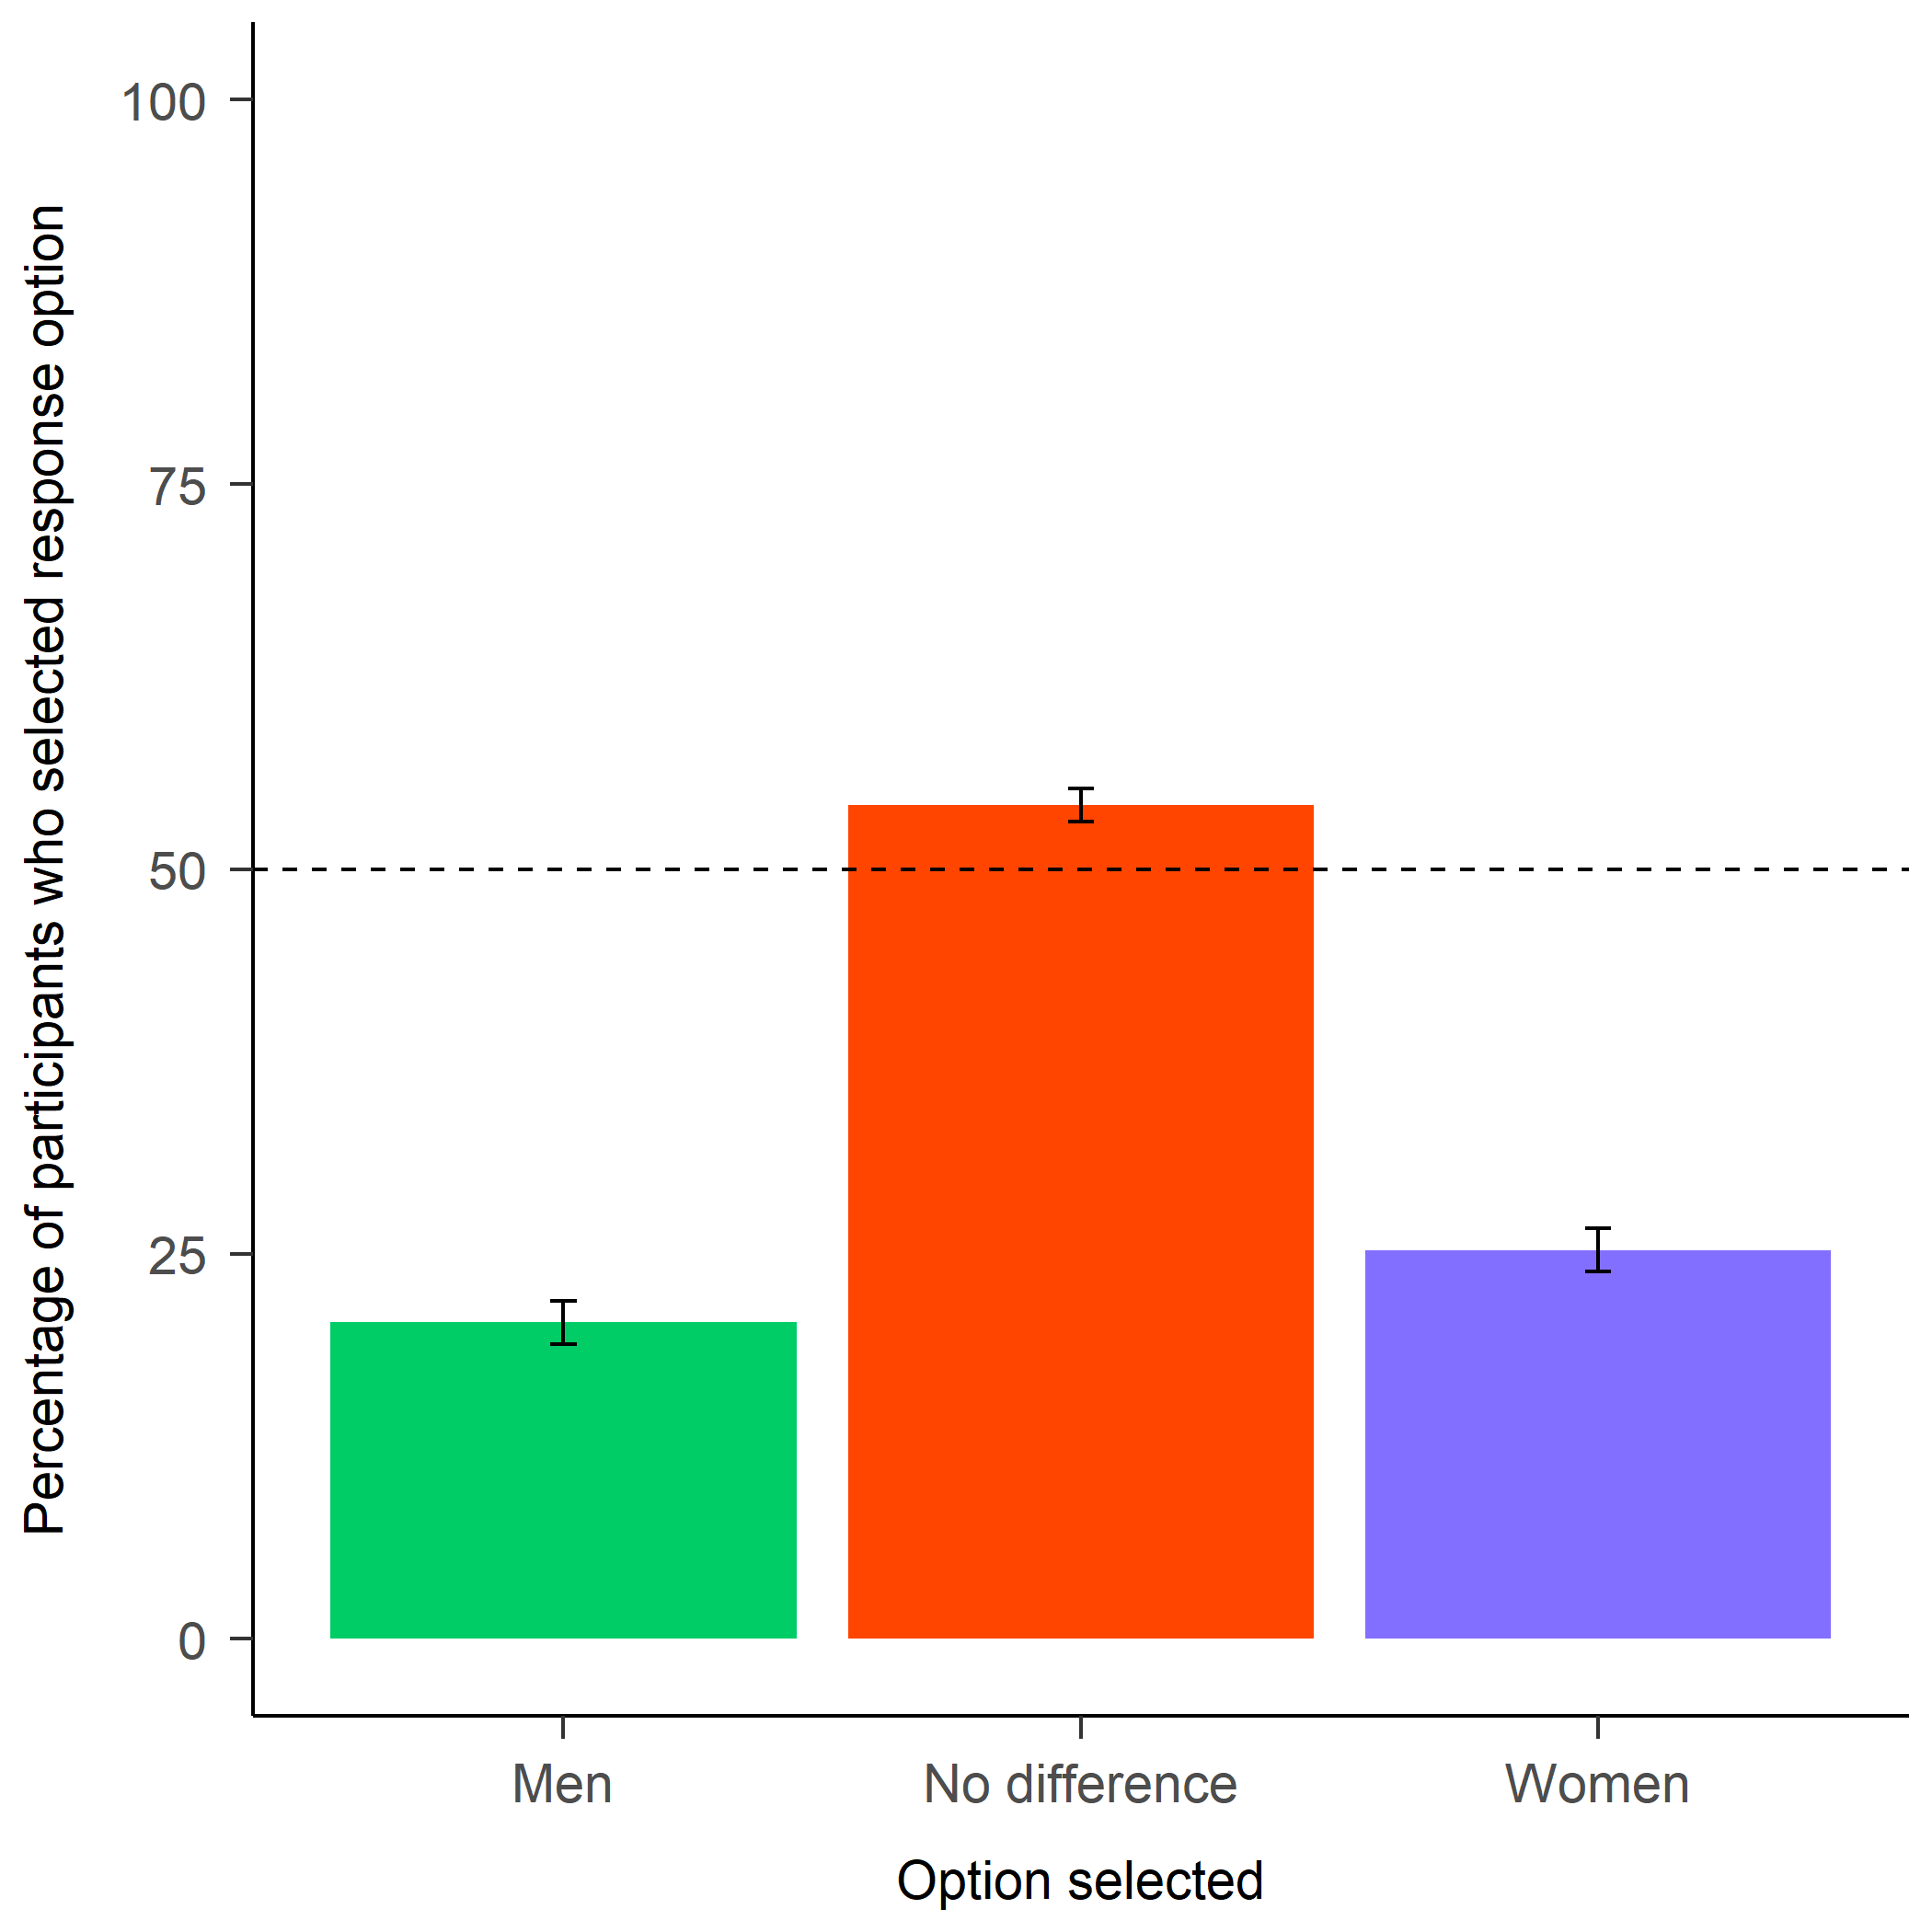 Percentage of participants who selected response option
100
75
50
25
0
Men
No difference
Women
Option selected